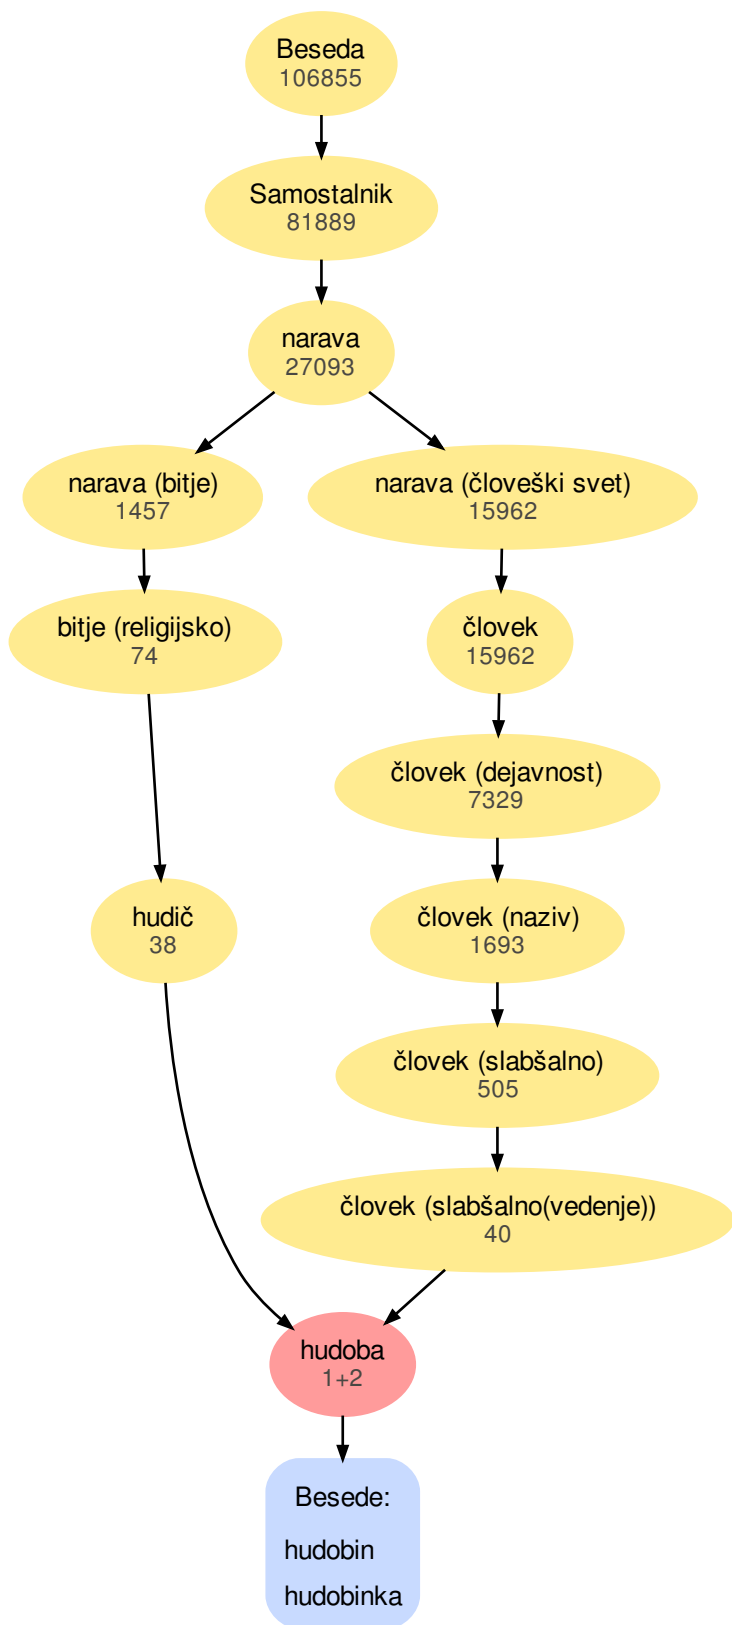 Beseda
106855
Samostalnik
81889
narava
27093
narava (bitje)
1457
narava (človeški svet)
15962
bitje (religijsko)
74
človek
15962
človek (dejavnost)
7329
hudič
38
človek (naziv)
1693
človek (slabšalno)
505
človek (slabšalno(vedenje))
40
hudoba
1+2
Besede:
hudobin
hudobinka